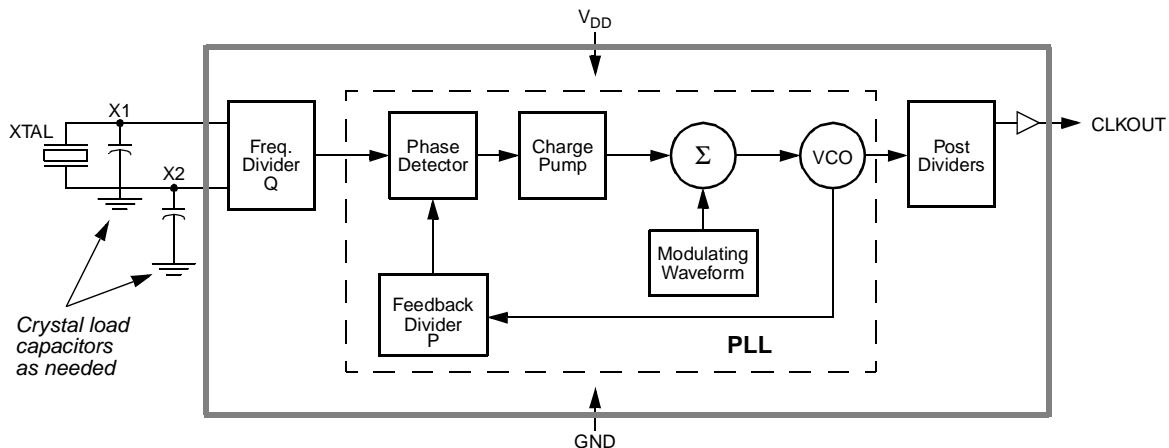 VDD
X1
XTAL
X2
Freq.
Divider
Q
Phase
Detector
Charge
Pump
Σ
VCO
Post
Dividers
CLKOUT
Modulating
Waveform
Feedback
Divider
P
PLL
Crystal load
capacitors
as needed
GND